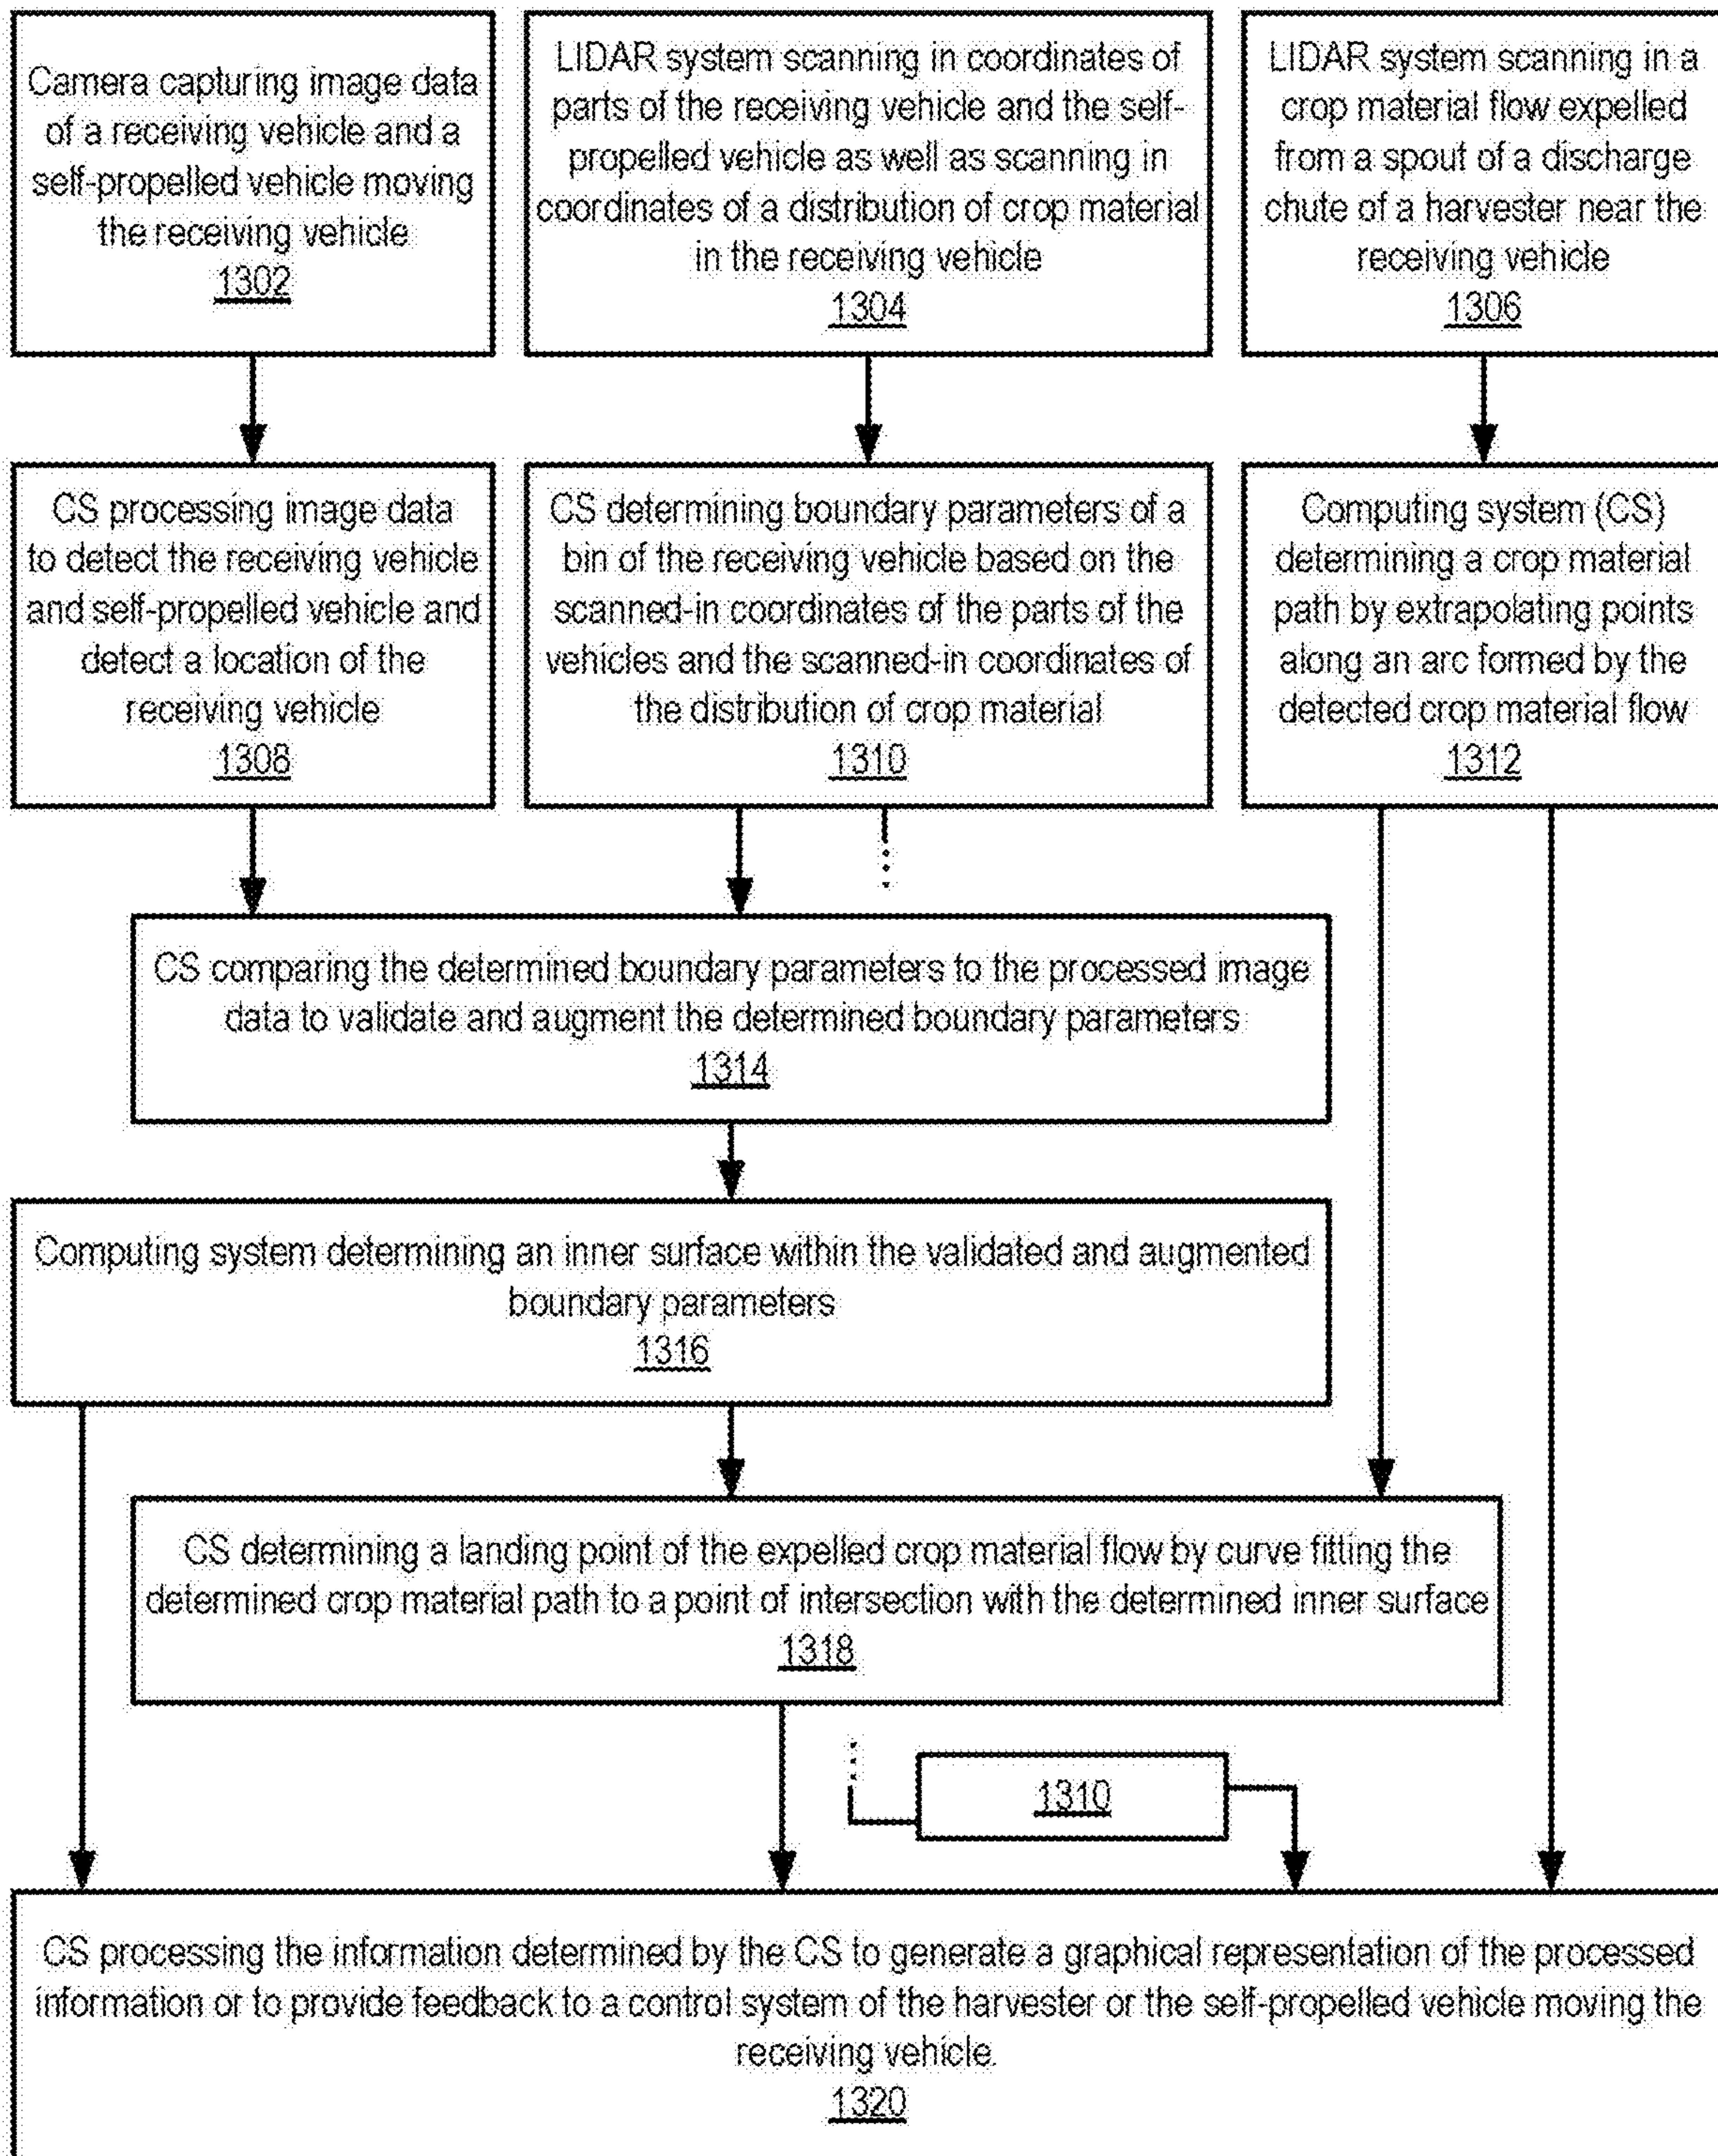 Camera capturing image data
of a receiving vehicle and a
self-propelled vehicle moving
the receiving vehicle
1302
LIDAR system scanning in coordinates of
parts of the receiving vehicle and the self-
propelled vehicle as well as scanning in
coordinates of a distribution of crop material
in the receiving vehicle
1304
LIDAR system scanning in a
crop material flow expelled
from a spout of a discharge
chute of a harvester near the
receiving vehicle
1306
CS processing image data
to detect the receiving vehicle
and self-propelled vehicle and
detect a location of the
receiving vehicle
1308
CS determining boundary parameters of a
bin of the receiving vehicle based on the
scanned-in coordinates of the parts of the
vehicles and the scanned-in coordinates of
the distribution of crop material
1310
Computing system (CS)
determining a crop material
path by extrapolating points
along an arc formed by the
detected crop material flow
1312
CS comparing the determined boundary parameters to the processed image
data to validate and augment the determined boundary parameters
1314
Computing system determining an inner surface within the validated and augmented
boundary parameters
1316
CS determining a landing point of the expelled crop material flow by curve fitting the
determined crop material path to a point of intersection with the determined inner surface
1318
1310
CS processing the information determined by the CS to generate a graphical representation of the processed
information or to provide feedback to a control system of the harvester or the self-propelled vehicle moving the
receiving vehicle.
1320